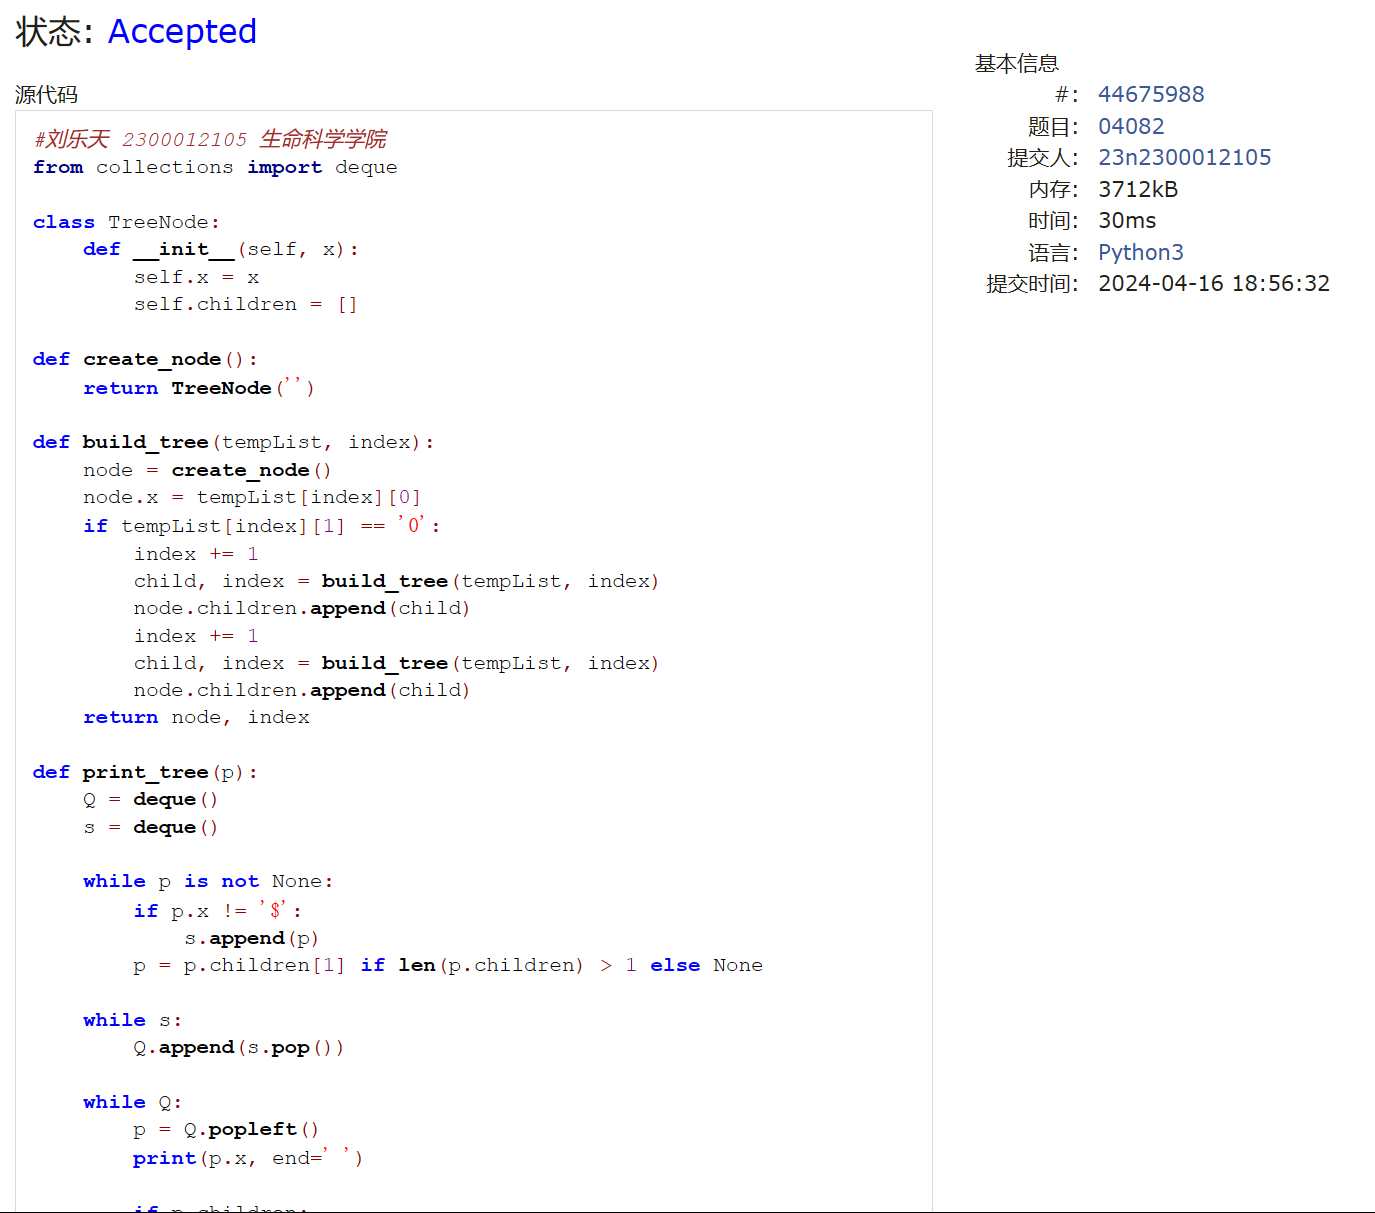 状态: Accepted
源代码
#刘乐天 2300012105 生命科学学院
from collections import deque
class TreeNode:
    def __init__(self, x):
        self.x = x
        self.children = []
def create_node():
    return TreeNode('')
def build_tree(tempList, index):
    node = create_node()
    node.x = tempList[index][0]
    if tempList[index][1] == '0':
        index += 1
        child, index = build_tree(tempList, index)
        node.children.append(child)
        index += 1
        child, index = build_tree(tempList, index)
        node.children.append(child)
    return node, index
def print_tree(p):
    Q = deque()
    s = deque()
    while p is not None:
        if p.x != '$':
            s.append(p)
        p = p.children[1] if len(p.children) > 1 else None
    while s:
        Q.append(s.pop())
    while Q:
        p = Q.popleft()
        print(p.x, end=' ')
        if p.children:
基本信息
#: 44675988
题目: 04082
提交人: 23n2300012105
内存: 3712kB
时间: 30ms
语言: Python3
提交时间: 2024-04-16 18:56:32